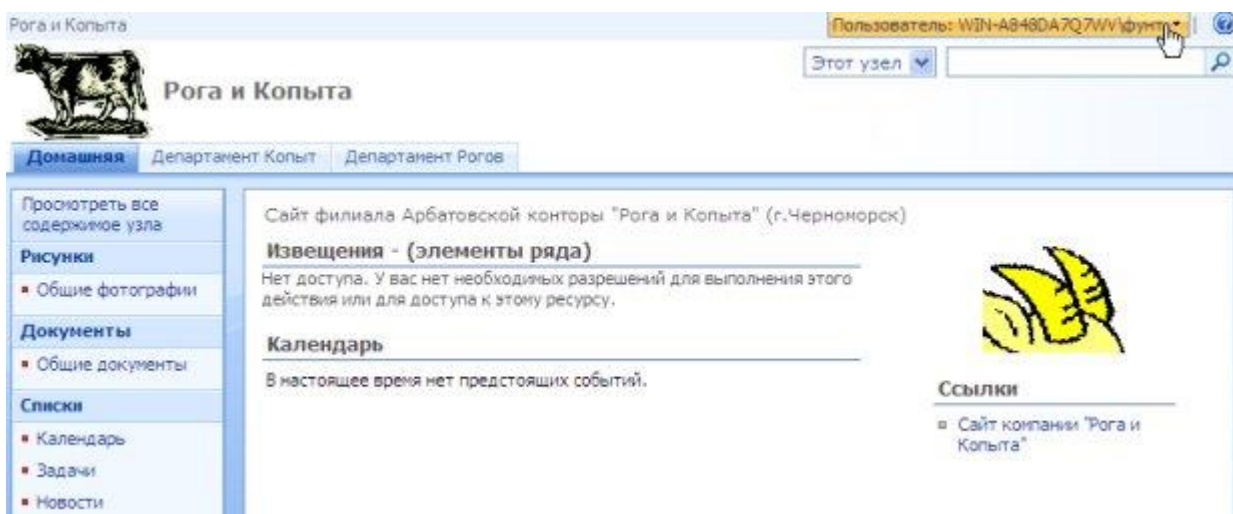 Рога и Копыта
Пользователь: WIN-A848DA7Q7WV\фунт
Этот узел
Рога и Копыта
Домашняя Департамент Копыт Департамент Рогов
Просмотреть все
содержимое узла
Рисунки
Общие фотографии
Документы
Общие документы
Списки
Календарь
Задачи
Новости
Сайт филиала Арбатовской конторы "Рога и Копыта" (г.Черноморск)
Извещения - (элементы ряда)
Нет доступа. У вас нет необходимых разрешений для выполнения этого
действия или для доступа к этому ресурсу.
Календарь
В настоящее время нет предстоящих событий.
Ссылки
Сайт компании "Рога и
Копыта"